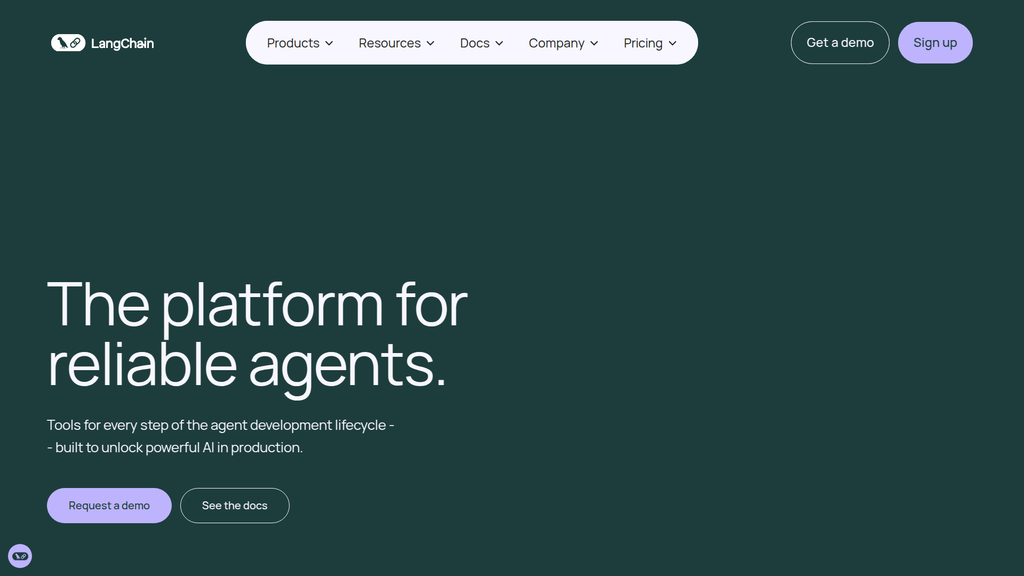 LangChain
Products
Resources
Docs
Company
Pricing
Get a demo
Sign up
The platform for
reliable agents.
Tools for every step of the agent development lifecycle -
- built to unlock powerful AI in production.
Request a demo
See the docs